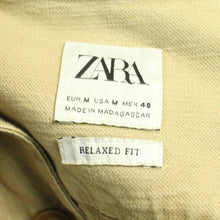 ZARA
EUR M USA M MEX 40
MADE IN MADAGASCAR
RELAXED FIT